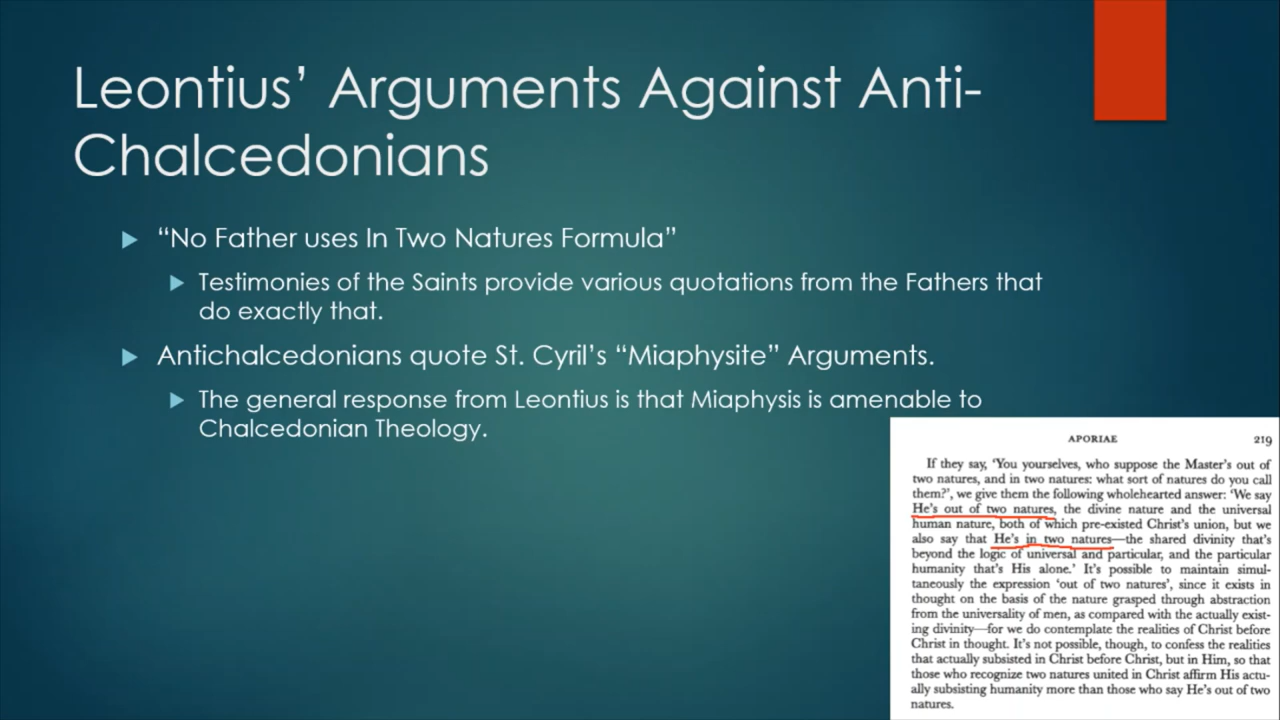 Leontius’ Arguments Against Anti-
Chalcedonians
“No Father uses In Two Natures Formula”
Testimonies of the Saints provide various quotations from the Fathers that
do exactly that.
Antichalcedonians quote St. Cyril’s “Miaphysite” Arguments.
The general response from Leontius is that Miaphysis is amenable to
Chalcedonian Theology.
APORIAE 219
If they say, ‘You yourselves, who suppose the Master’s out of
two natures, and in two natures: what sort of natures do you call
them?’, we give them the following wholehearted answer: ‘We say
He’s out of two natures, the divine nature and the universal
human nature, both of which pre-existed Christ’s union, but we
also say that He’s in two natures—the shared divinity that’s
beyond the logic of universal and particular, and the particular
humanity that’s His alone.’ It’s possible to maintain simul-
taneously the expression ‘out of two natures’, since it exists in
thought on the basis of the nature grasped through abstraction
from the universality of men, as compared with the actually exist-
ing divinity—for we do contemplate the realities of Christ before
Christ in thought. It’s not possible, though, to confess the realities
that actually subsisted in Christ before Christ, but in Him, so that
those who recognize two natures united in Christ affirm His actu-
ally subsisting humanity more than those who say He’s out of two
natures.